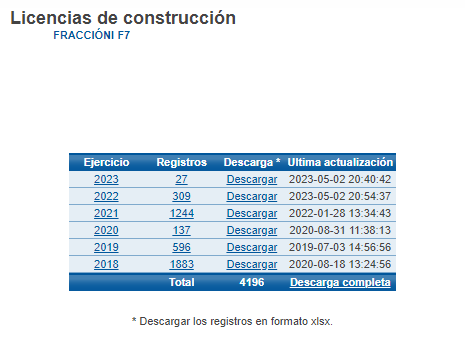 Licencias de construcción
FRACCIÓNI F7
Ejercicio Registros Descarga * Ultima actualización
2023 27 Descargar 2023-05-02 20:40:42
2022 309 Descargar 2023-05-02 20:54:37
2021 1244 Descargar 2022-01-28 13:34:43
2020 137 Descargar 2020-08-31 11:38:13
2019 596 Descargar 2019-07-03 14:56:56
2018 1883 Descargar 2020-08-18 13:24:56
Total 4196 Descarga completa
* Descargar los registros en formato xlsx.